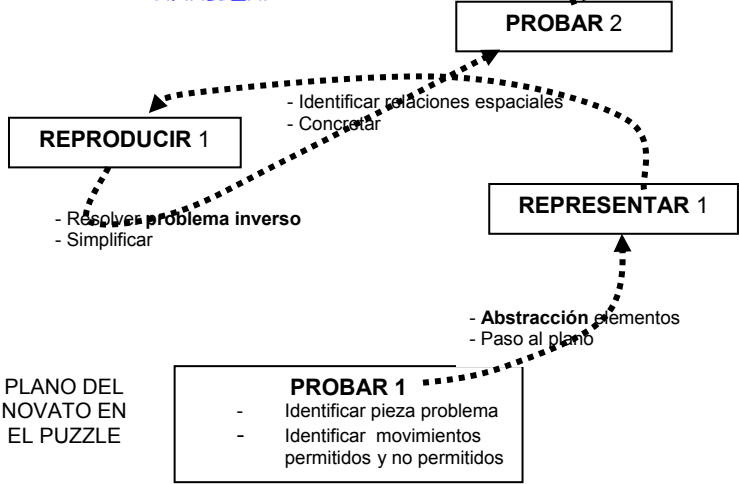 PROBAR 2
- Identificar relaciones espaciales
- Concretar
REPRODUCIR 1
REPRESENTAR 1
- Resolver problema inverso
- Simplificar
- Abstracción elementos
- Paso al plano
PLANO DEL
NOVATO EN
EL PUZZLE
PROBAR 1
- Identificar pieza problema
- Identificar movimientos
permitidos y no permitidos